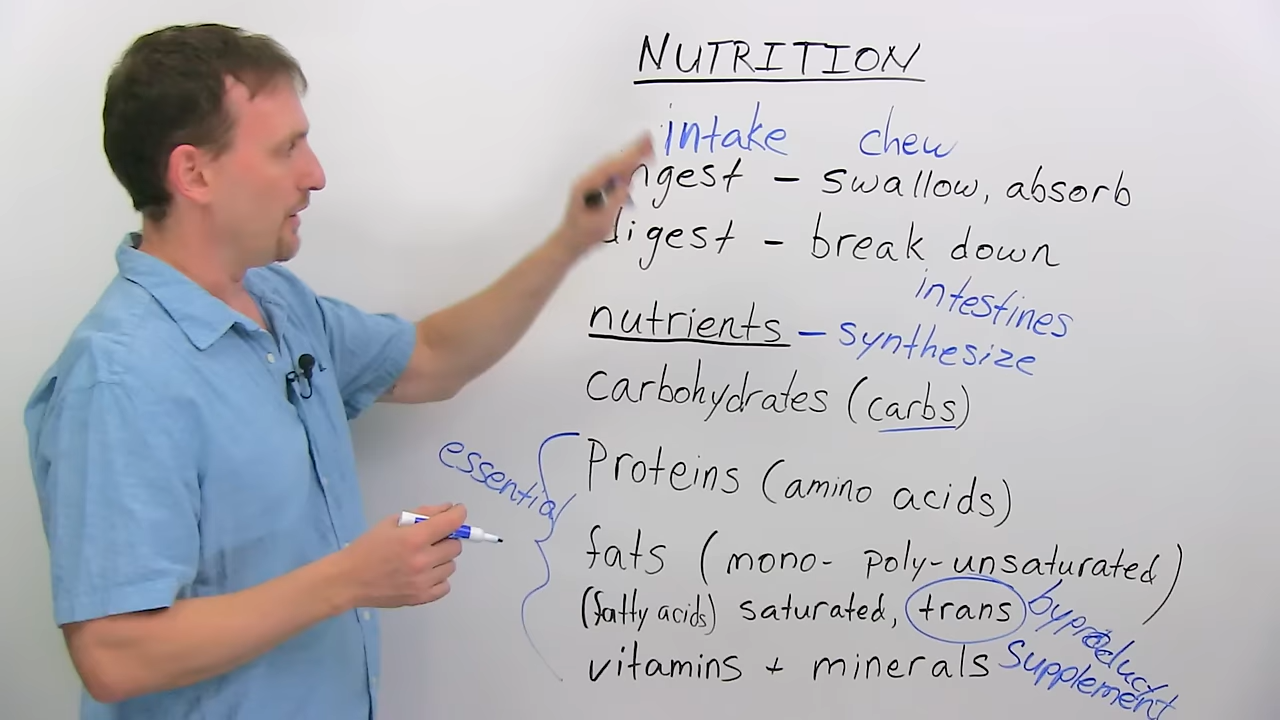 NUTRITION
intake chew
ngest - swallow, absorb
digest - break down
intestines
nutrients - synthesize
carbohydrates (carbs)
essential
Proteins (amino acids)
fats (mono- poly-unsaturated)
(fatty acids) saturated, trans byproduct
vitamins + minerals supplement